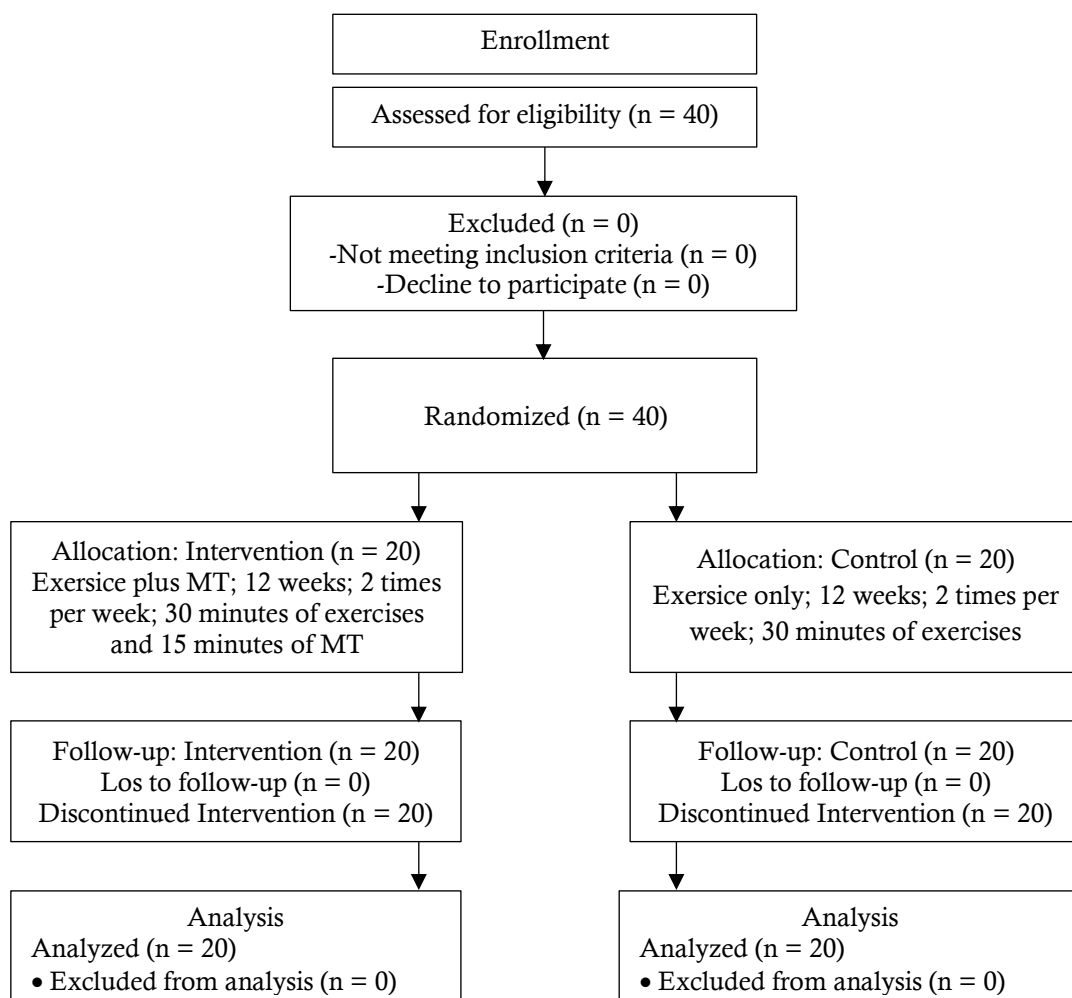 Enrollment
Assessed for eligibility (n = 40)
Excluded (n = 0)
-Not meeting inclusion criteria (n = 0)
-Decline to participate (n = 0)
Randomized (n = 40)
Allocation: Intervention (n = 20)
Exersice plus MT; 12 weeks; 2 times
per week; 30 minutes of exercises
and 15 minutes of MT
Allocation: Control (n = 20)
Exersice only; 12 weeks; 2 times per
week; 30 minutes of exercises
Follow-up: Intervention (n = 20)
Los to follow-up (n = 0)
Discontinued Intervention (n = 20)
Follow-up: Control (n = 20)
Los to follow-up (n = 0)
Discontinued Intervention (n = 20)
Analysis
Analyzed (n = 20)
• Excluded from analysis (n = 0)
Analysis
Analyzed (n = 20)
• Excluded from analysis (n = 0)